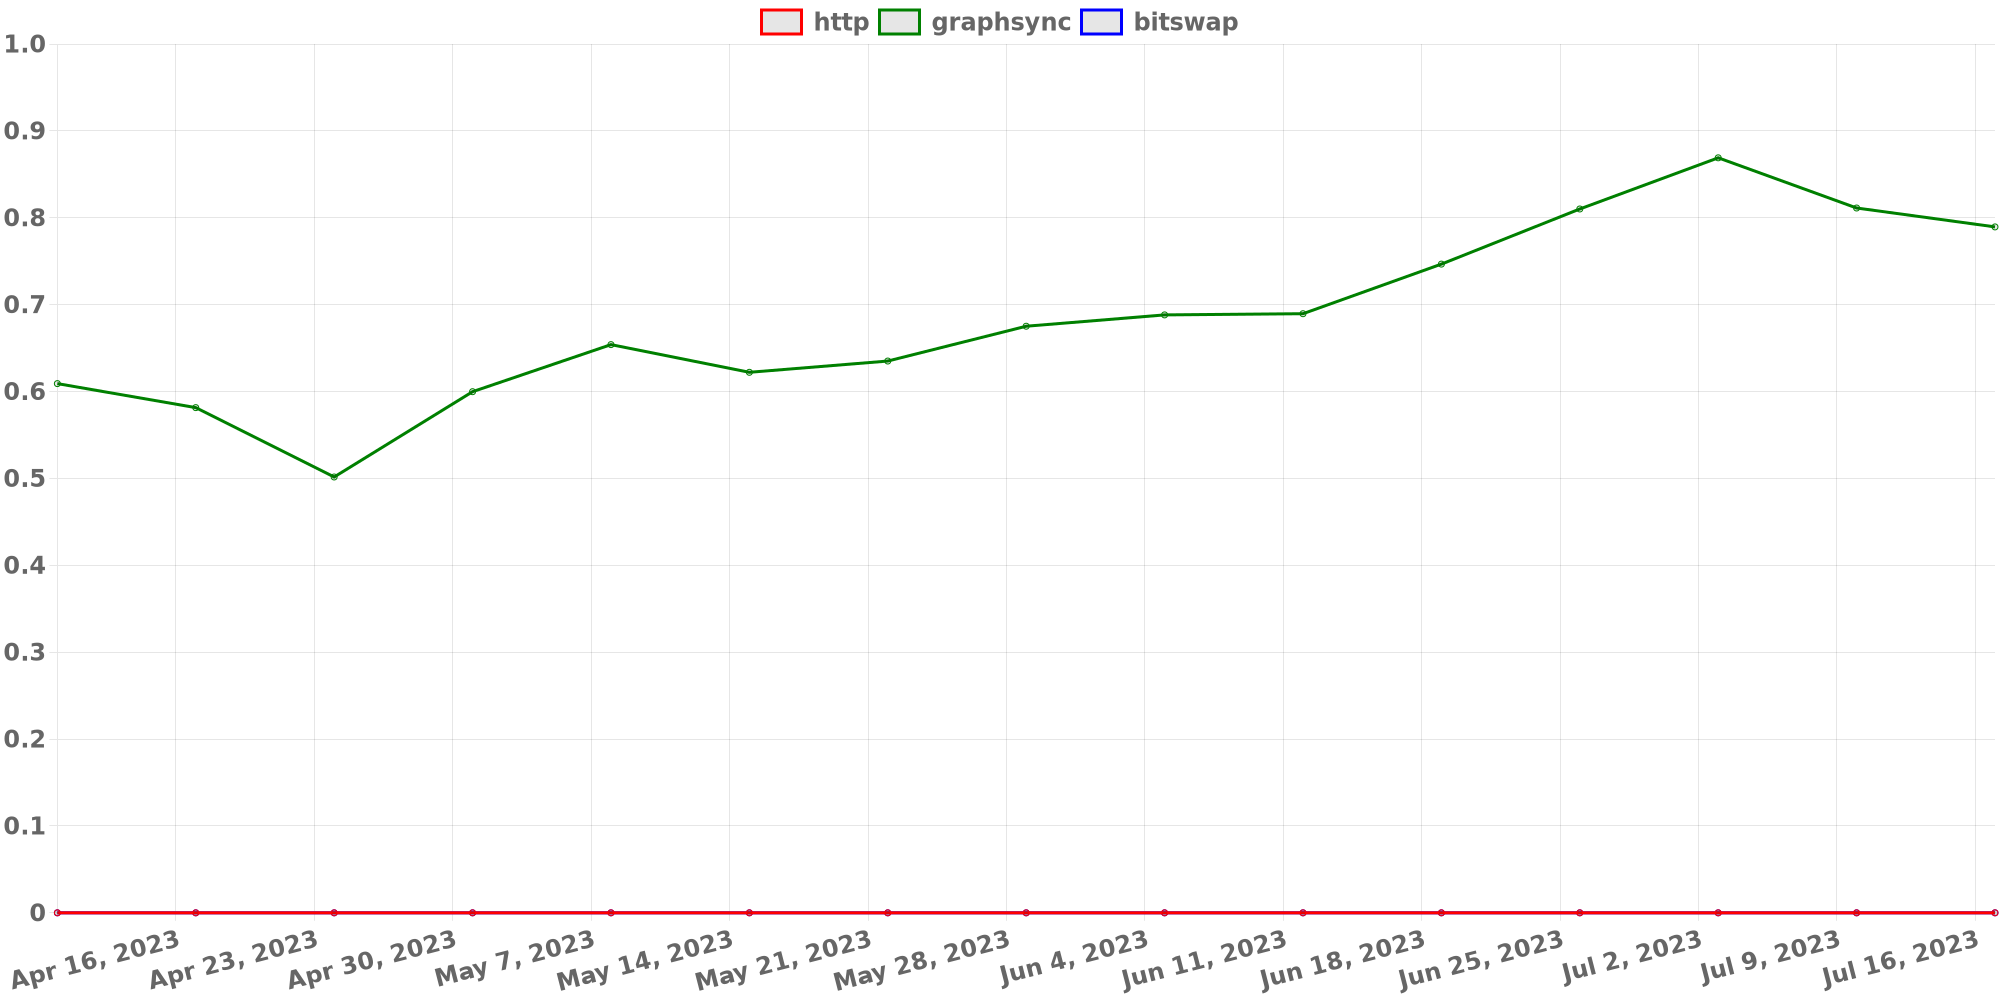 http graphsync bitswap
1.0
0.9
0.8
0.7
0.6
0.5
0.4
0.3
0.2
0.1
0
Apr 16, 2023
Apr 23, 2023
Apr 30, 2023
May 7, 2023
May 14, 2023
May 21, 2023
May 28, 2023
Jun 4, 2023
Jun 11, 2023
Jun 18, 2023
Jun 25, 2023
Jul 2, 2023
Jul 9, 2023
Jul 16, 2023